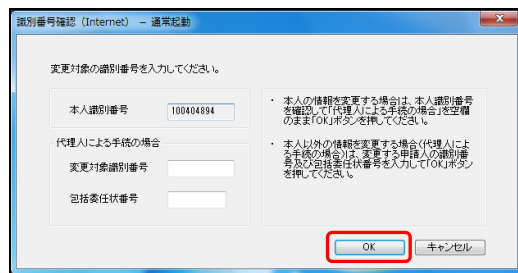 識別番号確認（Internet） － 通常起動
変更対象の識別番号を入力してください。
本人識別番号 100404894
代理人による手続の場合
変更対象識別番号
包括委任状番号
・ 本人の情報を変更する場合は、本人識別番号
を確認して「代理人による手続の場合」を空欄
のまま「OK」ボタンを押してください。
・ 本人以外の情報を変更する場合(代理人によ
る手続の場合)は、変更する申請人の識別番
号及び包括委任状番号を入力して「OK」ボタン
を押してください。
OK キャンセル